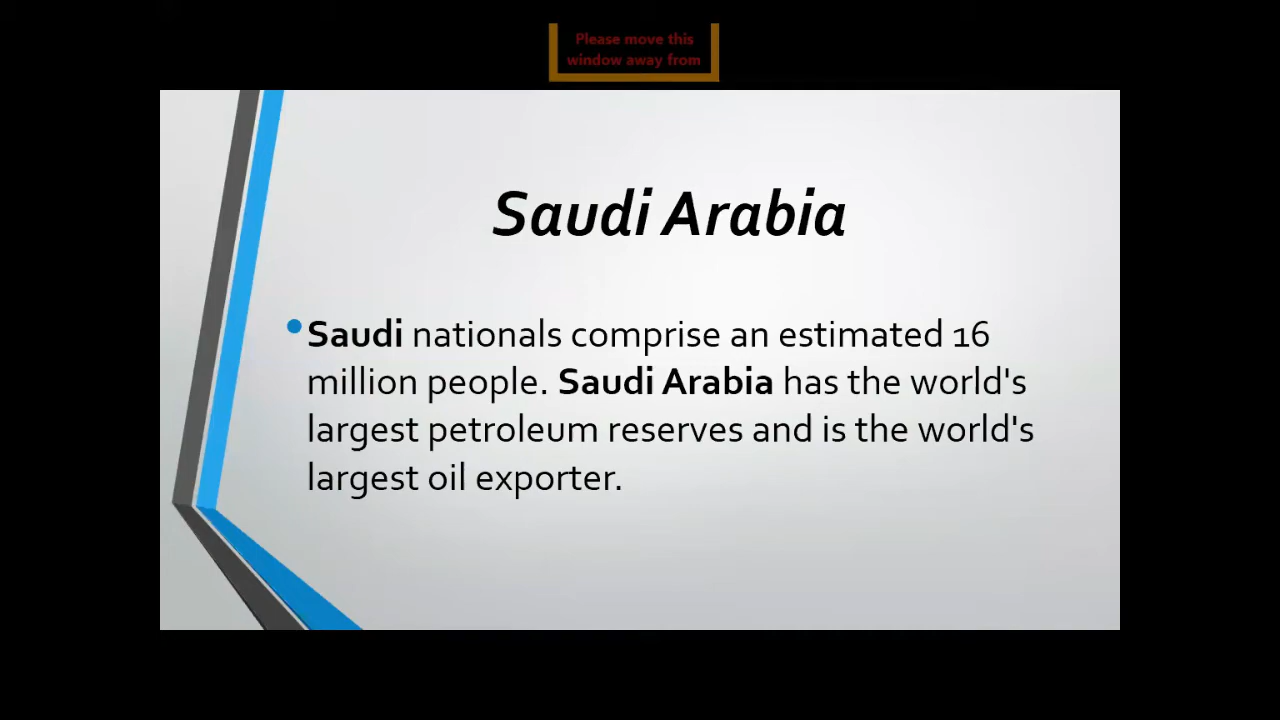 Please move this
window away from
Saudi Arabia
•Saudi nationals comprise an estimated 16
million people. Saudi Arabia has the world's
largest petroleum reserves and is the world's
largest oil exporter.